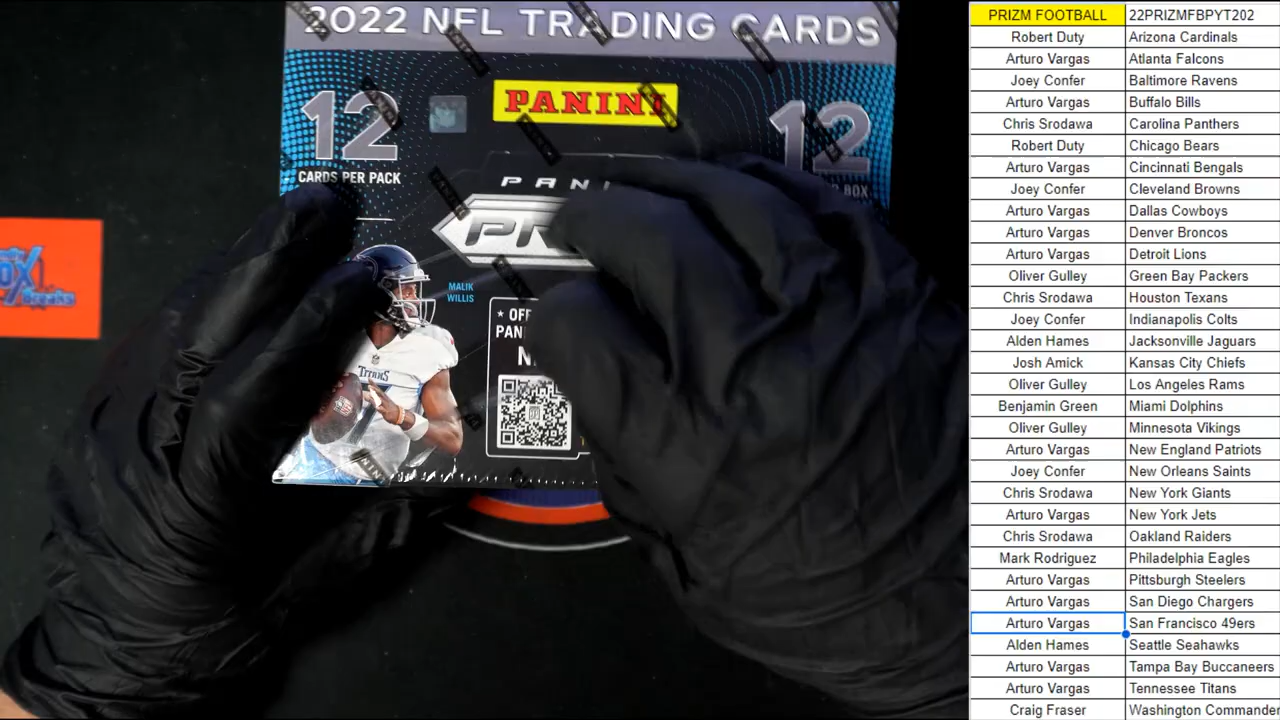 2022 NFL TRADING CARDS
PANINI
12
CARDS PER PACK
12
BOX
PANI
PR
MALIK
WILLIS
★ OFF
PANI
N
TITANS
OX
Breaks
PRIZM FOOTBALL 22PRIZMFBPYT202
Robert Duty Arizona Cardinals
Arturo Vargas Atlanta Falcons
Joey Confer Baltimore Ravens
Arturo Vargas Buffalo Bills
Chris Srodawa Carolina Panthers
Robert Duty Chicago Bears
Arturo Vargas Cincinnati Bengals
Joey Confer Cleveland Browns
Arturo Vargas Dallas Cowboys
Arturo Vargas Denver Broncos
Arturo Vargas Detroit Lions
Oliver Gulley Green Bay Packers
Chris Srodawa Houston Texans
Joey Confer Indianapolis Colts
Alden Hames Jacksonville Jaguars
Josh Amick Kansas City Chiefs
Oliver Gulley Los Angeles Rams
Benjamin Green Miami Dolphins
Oliver Gulley Minnesota Vikings
Arturo Vargas New England Patriots
Joey Confer New Orleans Saints
Chris Srodawa New York Giants
Arturo Vargas New York Jets
Chris Srodawa Oakland Raiders
Mark Rodriguez Philadelphia Eagles
Arturo Vargas Pittsburgh Steelers
Arturo Vargas San Diego Chargers
Arturo Vargas San Francisco 49ers
Alden Hames Seattle Seahawks
Arturo Vargas Tampa Bay Buccaneers
Arturo Vargas Tennessee Titans
Craig Fraser Washington Commander